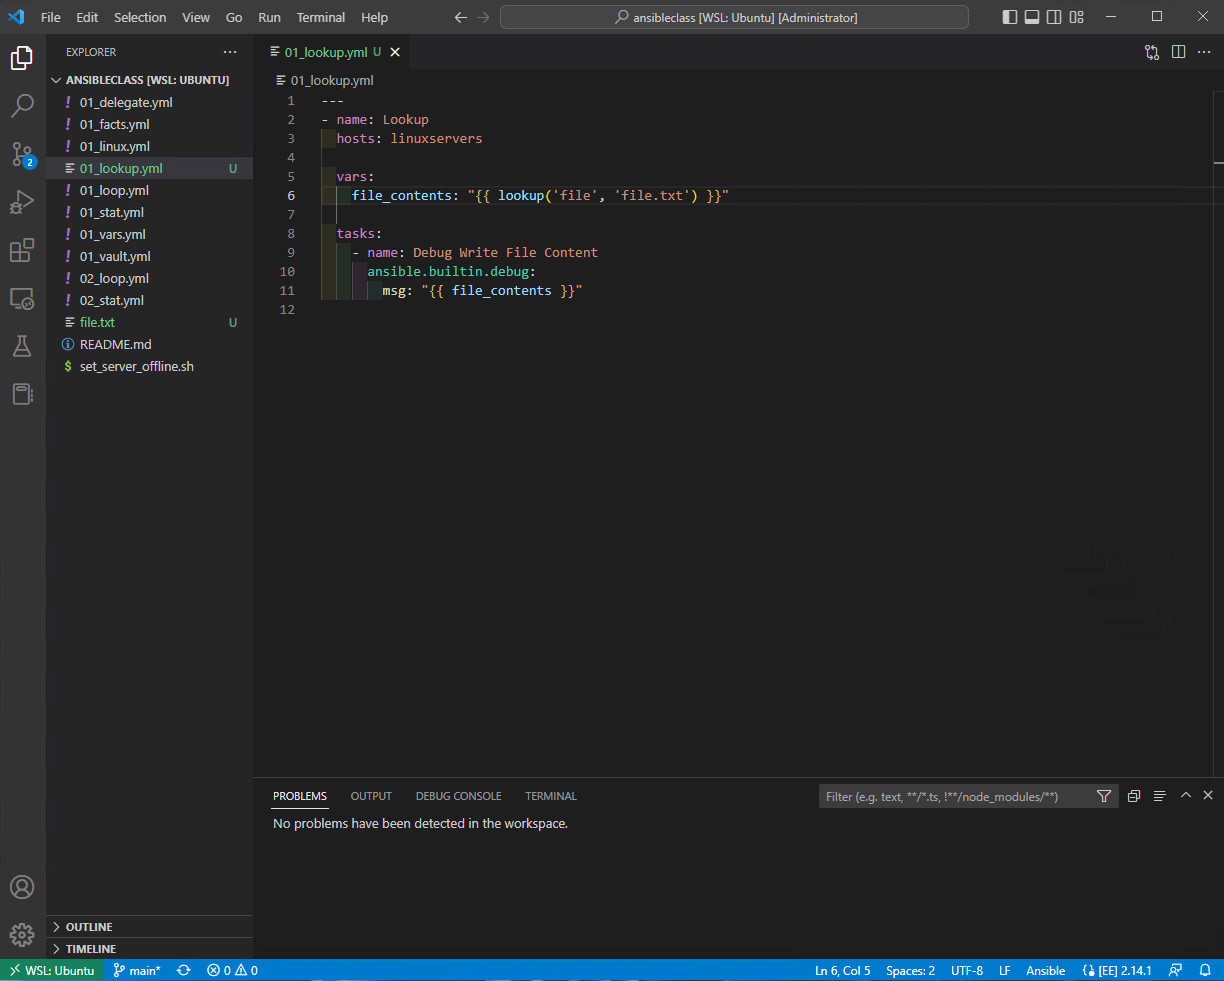 File Edit Selection View Go Run Terminal Help
ansibleclass [WSL: Ubuntu] [Administrator]
EXPLORER
ANSIBLECLASS [WSL: UBUNTU]
! 01_delegate.yml
! 01_facts.yml
! 01_linux.yml
01_lookup.yml U
! 01_loop.yml
! 01_stat.yml
! 01_vars.yml
! 01_vault.yml
! 02_loop.yml
! 02_stat.yml
file.txt U
README.md
$ set_server_offline.sh
OUTLINE
TIMELINE
2
01_lookup.yml U
01_lookup.yml
1 ---
2 - name: Lookup
3 hosts: linuxservers
4
5 vars:
6 file_contents: "{{ lookup('file', 'file.txt') }}"
7
8 tasks:
9 - name: Debug Write File Content
10 ansible.builtin.debug:
11 msg: "{{ file_contents }}"
12
PROBLEMS OUTPUT DEBUG CONSOLE TERMINAL
Filter (e.g. text, **/*.ts, !**/node_modules/**)
No problems have been detected in the workspace.
WSL: Ubuntu main* 0 0 Ln 6, Col 5 Spaces: 2 UTF-8 LF Ansible [EE] 2.14.1